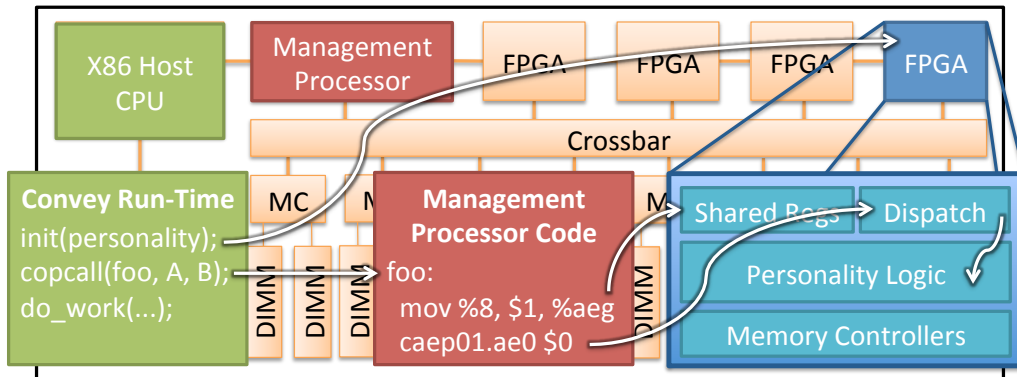 X86 Host
CPU
Management
Processor
FPGA
FPGA
FPGA
FPGA
Crossbar
MC
DIMM
DIMM
DIMM
DIMM
Convey Run-Time
init(personality);
copcall(foo, A, B);
do_work(...);
Management
Processor Code
foo:
mov %8, $1, %aeg
caep01.ae0 $0
Shared Regs
Dispatch
Personality Logic
Memory Controllers